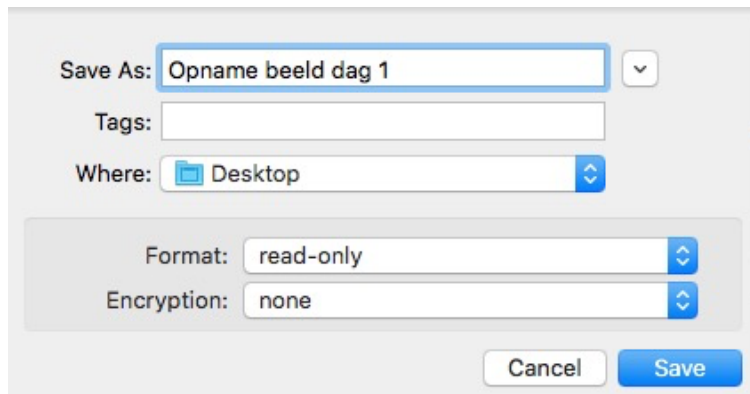 Save As: Opname beeld dag 1
Tags:
Where: Desktop
Format: read-only
Encryption: none
Cancel Save